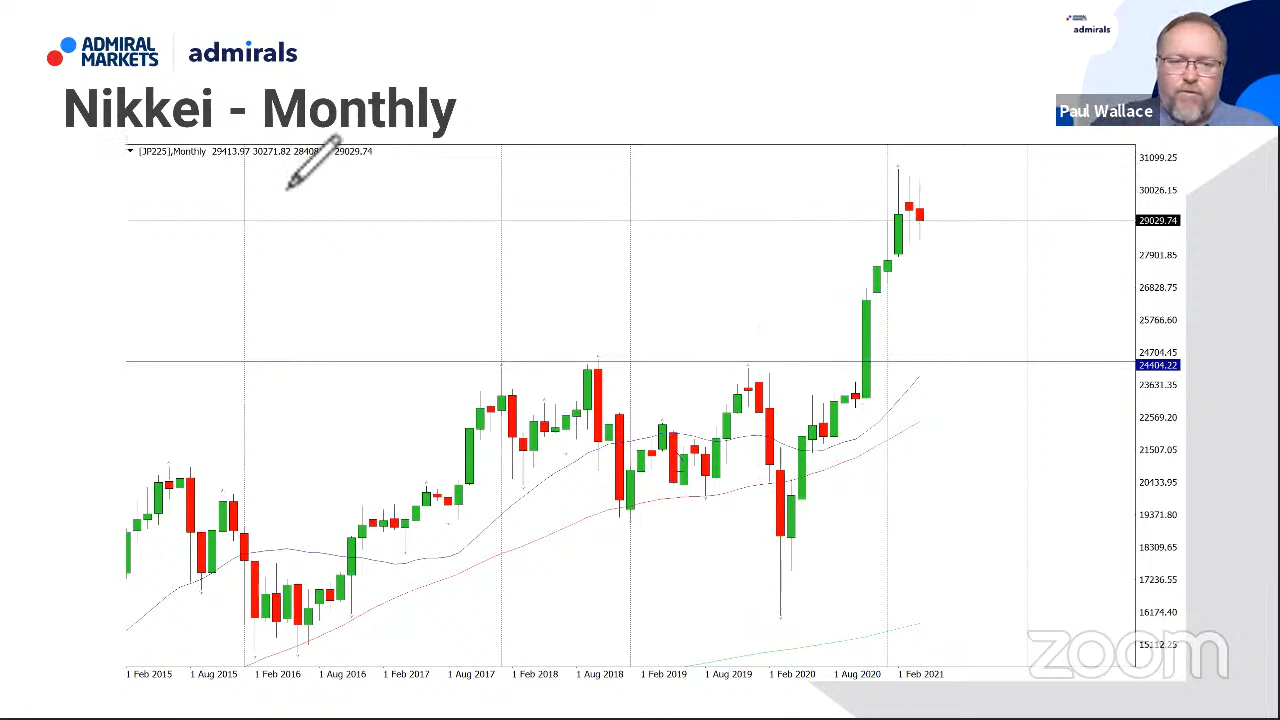 ADMIRAL
MARKETS
admirals
ADMIRAL
MARKETS
admirals
Paul Wallace
Nikkei - Monthly
[JP225],Monthly 29413.97 30271.82 29029.74
31099.25
30026.15
29029.74
27901.85
26828.75
25766.60
24704.45
24404.22
23631.35
22569.20
21507.05
20433.95
19371.80
18309.65
17236.55
16174.40
15112.25
1 Feb 2015 1 Aug 2015 1 Feb 2016 1 Aug 2016 1 Feb 2017 1 Aug 2017 1 Feb 2018 1 Aug 2018 1 Feb 2019 1 Aug 2019 1 Feb 2020 1 Aug 2020 1 Feb 2021
zoom